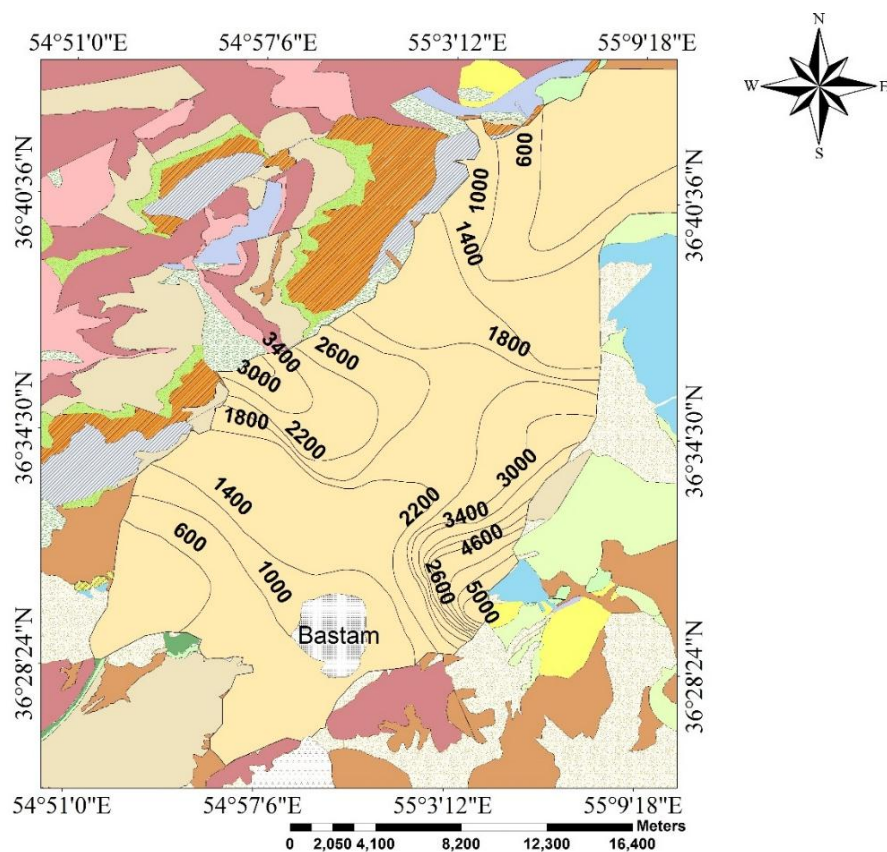 54°51'0"E 54°57'6"E 55°3'12"E 55°9'18"E
N
W E
S
36°40'36"N 36°40'36"N
600
1000
1400
1800
2600
3400
3000
1800
2200
36°34'30"N 36°34'30"N
3000
1400
2200
3400
4600
600
2600
1000
5000
Bastam
36°28'24"N 36°28'24"N
54°51'0"E 54°57'6"E 55°3'12"E 55°9'18"E
Meters
0 2,050 4,100 8,200 12,300 16,400